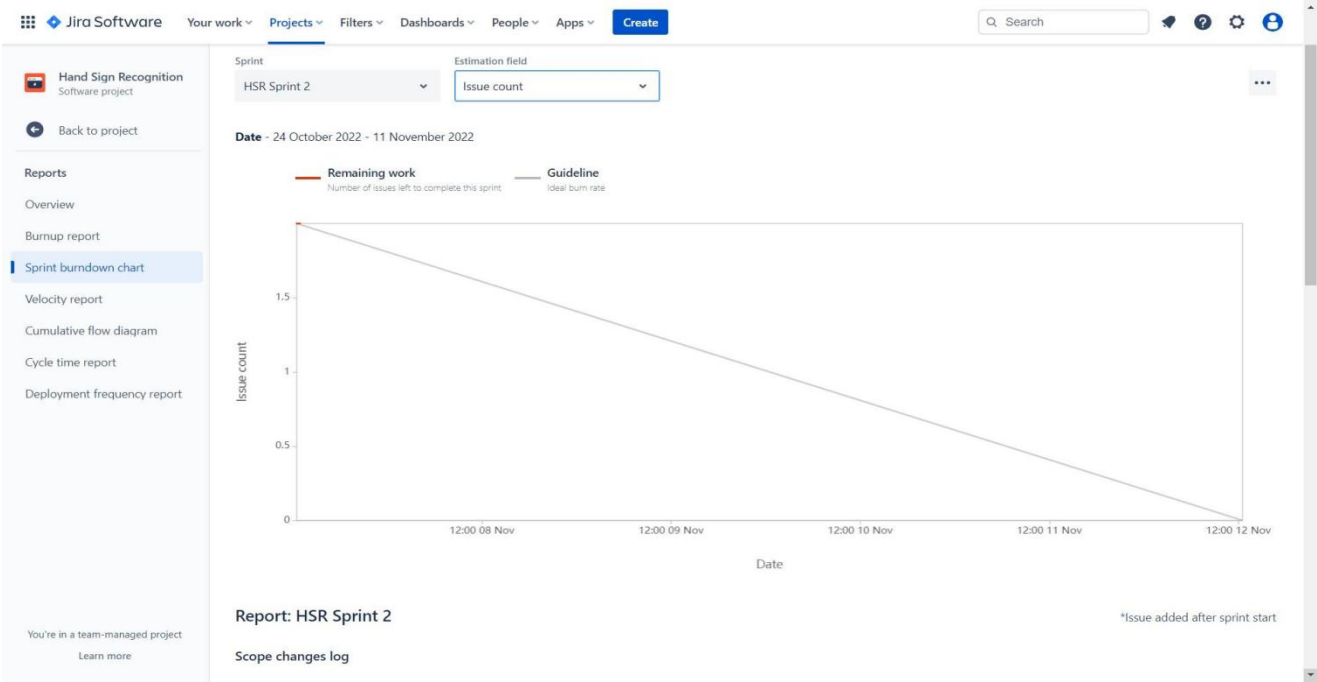 Jira Software Your work Projects Filters Dashboards People Apps Create Search
Hand Sign Recognition
Software project
Back to project
Reports
Overview
Burnup report
Sprint burndown chart
Velocity report
Cumulative flow diagram
Cycle time report
Deployment frequency report
You're in a team-managed project
Learn more
Sprint Estimation field
HSR Sprint 2 Issue count
Date - 24 October 2022 - 11 November 2022
Remaining work Guideline
Number of issues left to complete this sprint Ideal burn rate
1.5
1
0.5
0
Issue count
12:00 08 Nov 12:00 09 Nov 12:00 10 Nov 12:00 11 Nov 12:00 12 Nov
Date
Report: HSR Sprint 2
*Issue added after sprint start
Scope changes log